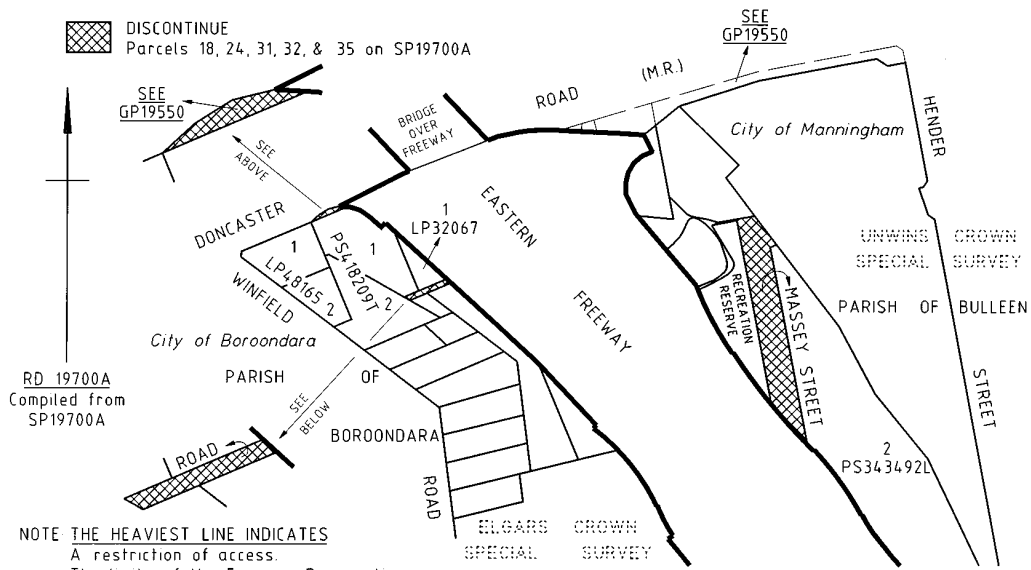 DISCONTINUE
Parcels 18, 24, 31, 32, & 35 on SP19700A
SEE
GP19550
SEE
GP19550
SEE
ABOVE
BRIDGE
OVER
FREEWAY
ROAD
(M.R.)
City of Manningham
HENDER
STREET
DONCASTER
ROAD
EASTERN
FREEWAY
1
LP32067
1
LP48165
2
PS418209T
1
2
WINFIELD
ROAD
City of Boroondara
PARISH OF
BOROONDARA
SEE
BELOW
ROAD
RECREATION
RESERVE
MASSEY STREET
UNWINS CROWN
SPECIAL SURVEY
PARISH OF BULLEEN
2
PS343492L
ELGARS CROWN
SPECIAL SURVEY
RD 19700A
Compiled from
SP19700A
NOTE THE HEAVIEST LINE INDICATES
A restriction of access.